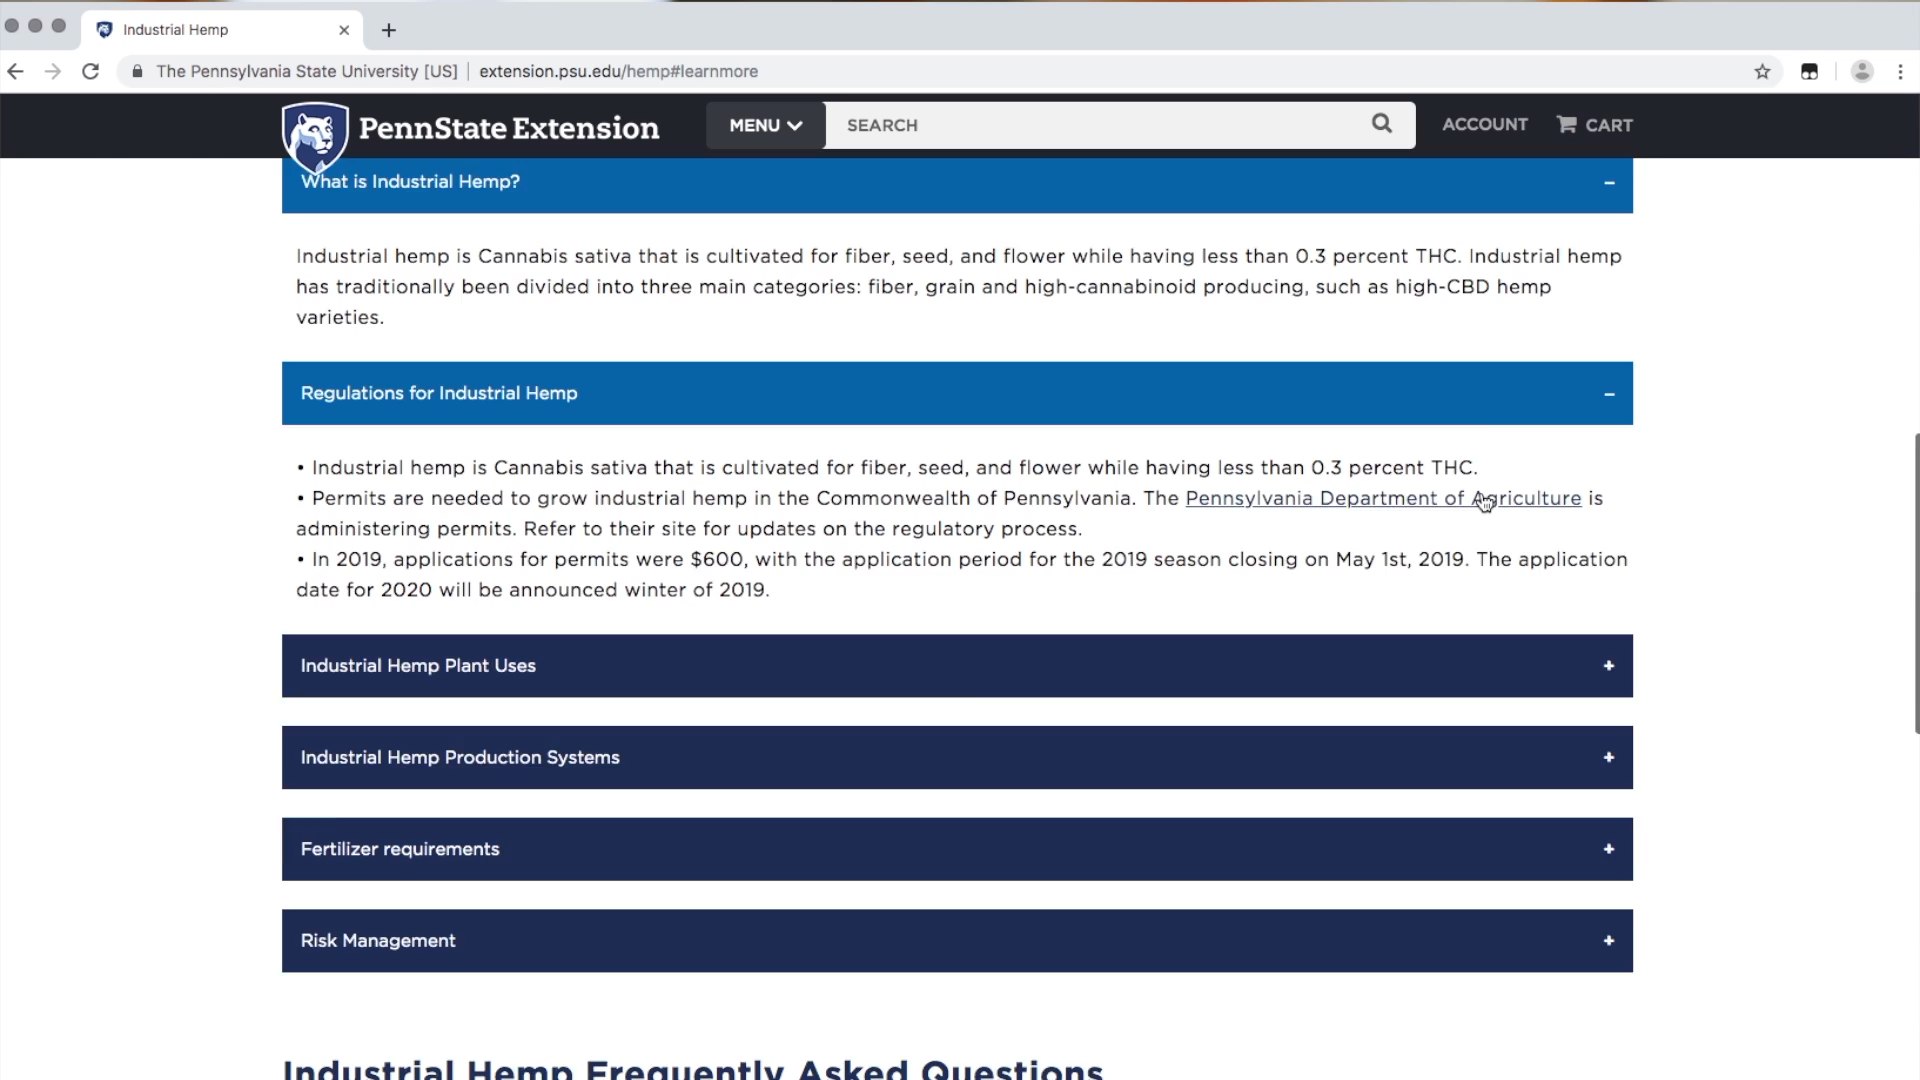 Industrial Hemp
The Pennsylvania State University [US] extension.psu.edu/hemp#learnmore
PennState Extension MENU SEARCH ACCOUNT CART
What is Industrial Hemp? –
Industrial hemp is Cannabis sativa that is cultivated for fiber, seed, and flower while having less than 0.3 percent THC. Industrial hemp
has traditionally been divided into three main categories: fiber, grain and high-cannabinoid producing, such as high-CBD hemp
varieties.
Regulations for Industrial Hemp –
• Industrial hemp is Cannabis sativa that is cultivated for fiber, seed, and flower while having less than 0.3 percent THC.
• Permits are needed to grow industrial hemp in the Commonwealth of Pennsylvania. The Pennsylvania Department of Agriculture is
administering permits. Refer to their site for updates on the regulatory process.
• In 2019, applications for permits were $600, with the application period for the 2019 season closing on May 1st, 2019. The application
date for 2020 will be announced winter of 2019.
Industrial Hemp Plant Uses +
Industrial Hemp Production Systems +
Fertilizer requirements +
Risk Management +
Industrial Hemp Frequently Asked Questions